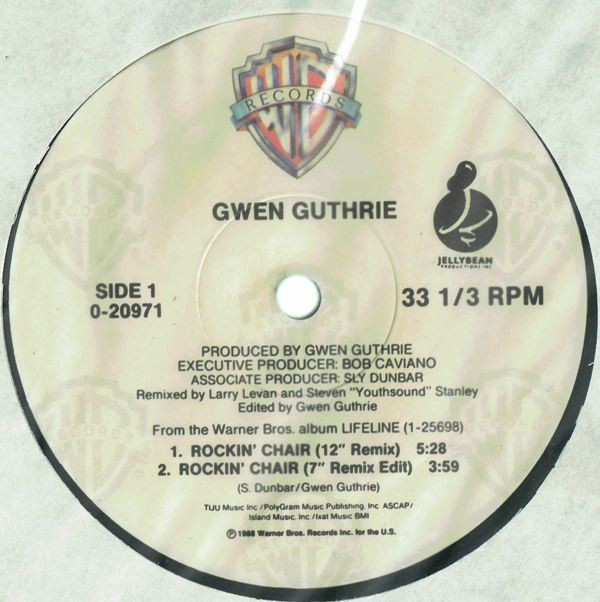 RECORDS
GWEN GUTHRIE
JELLYBEAN
PRODUCTIONS INC
SIDE 1
0-20971
33 1/3 RPM
PRODUCED BY GWEN GUTHRIE
EXECUTIVE PRODUCER: BOB CAVIANO
ASSOCIATE PRODUCER: SLY DUNBAR
Remixed by Larry Levan and Steven "Youthsound" Stanley
Edited by Gwen Guthrie
From the Warner Bros. album LIFELINE (1-25698)
1. ROCKIN' CHAIR (12" Remix) 5:28
2. ROCKIN' CHAIR (7" Remix Edit) 3:59
(S. Dunbar/Gwen Guthrie)
TIJU Music Inc./PolyGram Music Publishing, Inc ASCAP/
Island Music, Inc./Ixat Music BMI
℗ 1988 Warner Bros. Records Inc. for the U.S.